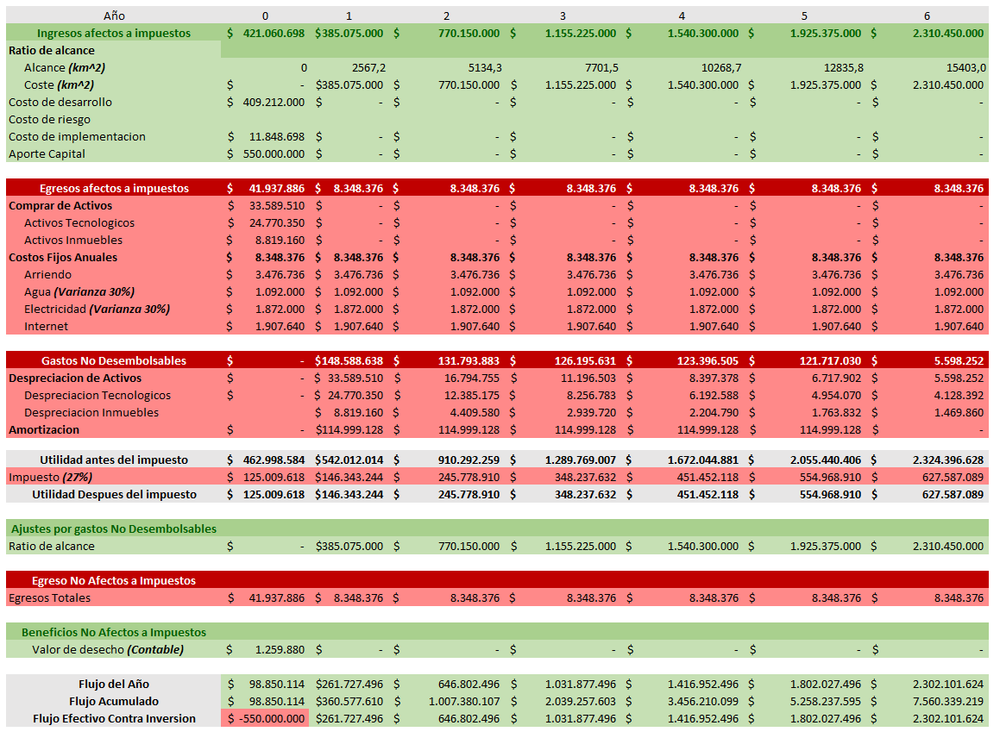 Año 0 1 2 3 4 5 6
Ingresos afectos a impuestos $ 421.060.698 $385.075.000 $ 770.150.000 $ 1.155.225.000 $ 1.540.300.000 $ 1.925.375.000 $ 2.310.450.000
Ratio de alcance
Alcance (km^2) 0 2567,2 5134,3 7701,5 10268,7 12835,8 15403,0
Coste (km^2) $ - $385.075.000 $ 770.150.000 $ 1.155.225.000 $ 1.540.300.000 $ 1.925.375.000 $ 2.310.450.000
Costo de desarrollo $ 409.212.000 $ - $ - $ - $ - $ - $ -
Costo de riesgo
Costo de implementacion $ 11.848.698 $ - $ - $ - $ - $ - $ -
Aporte Capital $ 550.000.000 $ - $ - $ - $ - $ - $ -
Egresos afectos a impuestos $ 41.937.886 $ 8.348.376 $ 8.348.376 $ 8.348.376 $ 8.348.376 $ 8.348.376 $ 8.348.376
Comprar de Activos $ 33.589.510 $ - $ - $ - $ - $ - $ -
Activos Tecnologicos $ 24.770.350 $ - $ - $ - $ - $ - $ -
Activos Inmuebles $ 8.819.160 $ - $ - $ - $ - $ - $ -
Costos Fijos Anuales $ 8.348.376 $ 8.348.376 $ 8.348.376 $ 8.348.376 $ 8.348.376 $ 8.348.376 $ 8.348.376
Arriendo $ 3.476.736 $ 3.476.736 $ 3.476.736 $ 3.476.736 $ 3.476.736 $ 3.476.736 $ 3.476.736
Agua (Varianza 30%) $ 1.092.000 $ 1.092.000 $ 1.092.000 $ 1.092.000 $ 1.092.000 $ 1.092.000 $ 1.092.000
Electricidad (Varianza 30%) $ 1.872.000 $ 1.872.000 $ 1.872.000 $ 1.872.000 $ 1.872.000 $ 1.872.000 $ 1.872.000
Internet $ 1.907.640 $ 1.907.640 $ 1.907.640 $ 1.907.640 $ 1.907.640 $ 1.907.640 $ 1.907.640
Gastos No Desembolsables $ - $148.588.638 $ 131.793.883 $ 126.195.631 $ 123.396.505 $ 121.717.030 $ 5.598.252
Despreciacion de Activos $ - $ 33.589.510 $ 16.794.755 $ 11.196.503 $ 8.397.378 $ 6.717.902 $ 5.598.252
Despreciacion Tecnologicos $ - $ 24.770.350 $ 12.385.175 $ 8.256.783 $ 6.192.588 $ 4.954.070 $ 4.128.392
Despreciacion Inmuebles $ 8.819.160 $ 4.409.580 $ 2.939.720 $ 2.204.790 $ 1.763.832 $ 1.469.860
Amortizacion $ - $114.999.128 $ 114.999.128 $ 114.999.128 $ 114.999.128 $ 114.999.128 $ -
Utilidad antes del impuesto $ 462.998.584 $542.012.014 $ 910.292.259 $ 1.289.769.007 $ 1.672.044.881 $ 2.055.440.406 $ 2.324.396.628
Impuesto (27%) $ 125.009.618 $146.343.244 $ 245.778.910 $ 348.237.632 $ 451.452.118 $ 554.968.910 $ 627.587.089
Utilidad Despues del impuesto $ 125.009.618 $146.343.244 $ 245.778.910 $ 348.237.632 $ 451.452.118 $ 554.968.910 $ 627.587.089
Ajustes por gastos No Desembolsables
Ratio de alcance $ - $385.075.000 $ 770.150.000 $ 1.155.225.000 $ 1.540.300.000 $ 1.925.375.000 $ 2.310.450.000
Egreso No Afectos a Impuestos
Egresos Totales $ 41.937.886 $ 8.348.376 $ 8.348.376 $ 8.348.376 $ 8.348.376 $ 8.348.376 $ 8.348.376
Beneficios No Afectos a Impuestos
Valor de desecho (Contable) $ 1.259.880 $ - $ - $ - $ - $ - $ -
Flujo del Año $ 98.850.114 $261.727.496 $ 646.802.496 $ 1.031.877.496 $ 1.416.952.496 $ 1.802.027.496 $ 2.302.101.624
Flujo Acumulado $ 98.850.114 $360.577.610 $ 1.007.380.107 $ 2.039.257.603 $ 3.456.210.099 $ 5.258.237.595 $ 7.560.339.219
Flujo Efectivo Contra Inversion $ -550.000.000 $261.727.496 $ 646.802.496 $ 1.031.877.496 $ 1.416.952.496 $ 1.802.027.496 $ 2.302.101.624